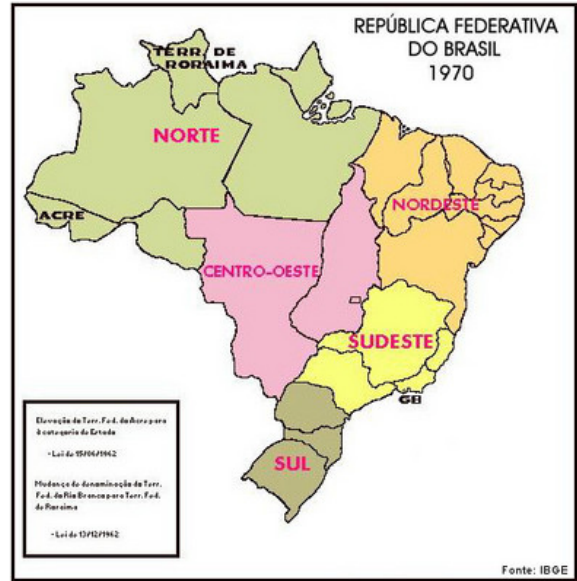 REPÚBLICA FEDERATIVA
DO BRASIL
1970
TERR. DE
RORAIMA
NORTE
ACRE
NORDESTE
CENTRO-OESTE
SUDESTE
GB
SUL
Elevação da Terr. Fed. do Acre para
à categoria de Estado
- Lei de 15/06/1962
Mudança de denominação da Terr.
Fed. do Rio Branco para Terr. Fed.
de Roraima
- Lei de 13/12/1962
Fonte: IBGE